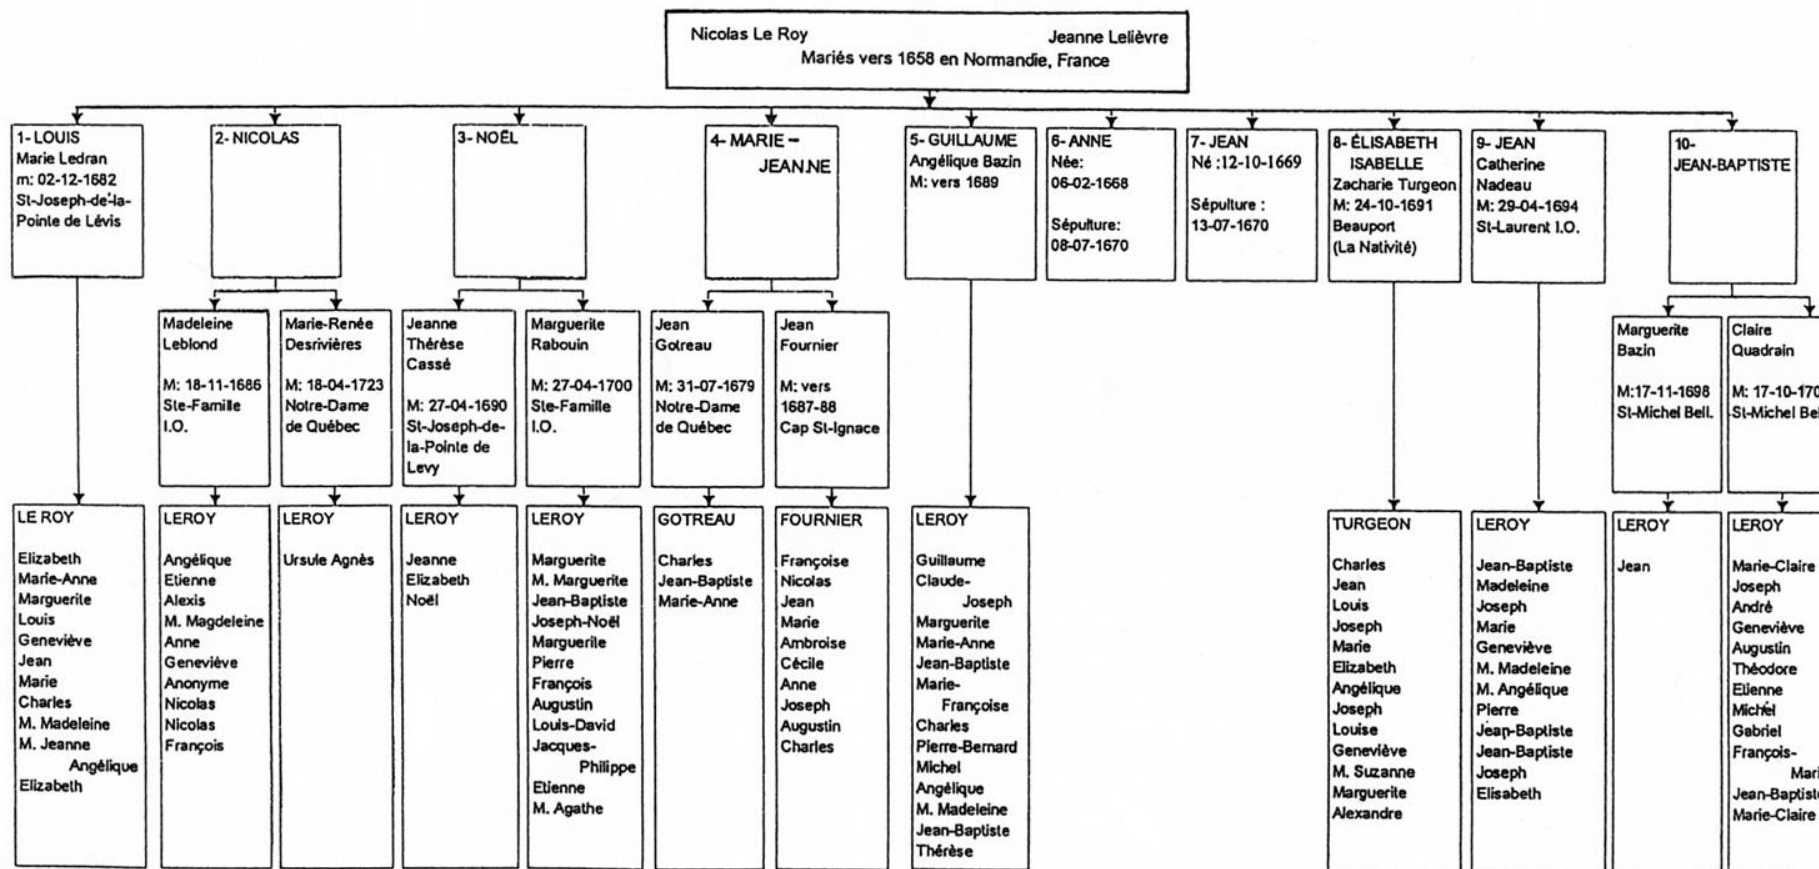 Nicolas Le Roy Jeanne Lelièvre
Mariés vers 1658 en Normandie, France
1- LOUIS
Marie Ledran
m: 02-12-1682
St-Joseph-de-la-
Pointe de Lévis
2- NICOLAS
3- NOËL
4- MARIE –
JEANNE
5- GUILLAUME
Angélique Bazin
M: vers 1689
6- ANNE
Née:
06-02-1668
Sépulture:
08-07-1670
7- JEAN
Né :12-10-1669
Sépulture :
13-07-1670
8- ÉLISABETH
ISABELLE
Zacharie Turgeon
M: 24-10-1691
Beauport
(La Nativité)
9- JEAN
Catherine
Nadeau
M: 29-04-1694
St-Laurent I.O.
10-
JEAN-BAPTISTE
Madeleine
Leblond
M: 18-11-1686
Ste-Famille
I.O.
Marie-Renée
Desrivières
M: 18-04-1723
Notre-Dame
de Québec
Jeanne
Thérèse
Cassé
M: 27-04-1690
St-Joseph-de-
la-Pointe de
Levy
Marguerite
Rabouin
M: 27-04-1700
Ste-Famille
I.O.
Jean
Gotreau
M: 31-07-1679
Notre-Dame
de Québec
Jean
Fournier
M: vers
1687-88
Cap St-Ignace
Marguerite
Bazin
M:17-11-1698
St-Michel Bell.
Claire
Quadrain
M: 17-10-170
St-Michel Bel
LE ROY
Elizabeth
Marie-Anne
Marguerite
Louis
Geneviève
Jean
Marie
Charles
M. Madeleine
M. Jeanne
Angélique
Elizabeth
LEROY
Angélique
Etienne
Alexis
M. Magdeleine
Anne
Geneviève
Anonyme
Nicolas
Nicolas
François
LEROY
Ursule Agnès
LEROY
Jeanne
Elizabeth
Noël
LEROY
Marguerite
M. Marguerite
Jean-Baptiste
Joseph-Noël
Marguerite
Pierre
François
Augustin
Louis-David
Jacques-
Philippe
Etienne
M. Agathe
GOTREAU
Charles
Jean-Baptiste
Marie-Anne
FOURNIER
Françoise
Nicolas
Jean
Marie
Ambroise
Cécile
Anne
Joseph
Augustin
Charles
LEROY
Guillaume
Claude-
Joseph
Marguerite
Marie-Anne
Jean-Baptiste
Marie-
Françoise
Charles
Pierre-Bernard
Michel
Angélique
M. Madeleine
Jean-Baptiste
Thérèse
TURGEON
Charles
Jean
Louis
Joseph
Marie
Elizabeth
Angélique
Joseph
Louise
Geneviève
M. Suzanne
Marguerite
Alexandre
LEROY
Jean-Baptiste
Madeleine
Joseph
Marie
Geneviève
M. Madeleine
M. Angélique
Pierre
Jean-Baptiste
Jean-Baptiste
Joseph
Elisabeth
LEROY
Jean
LEROY
Marie-Claire
Joseph
André
Geneviève
Augustin
Théodore
Etienne
Michel
Gabriel
François-
Mari
Jean-Baptiste
Marie-Claire